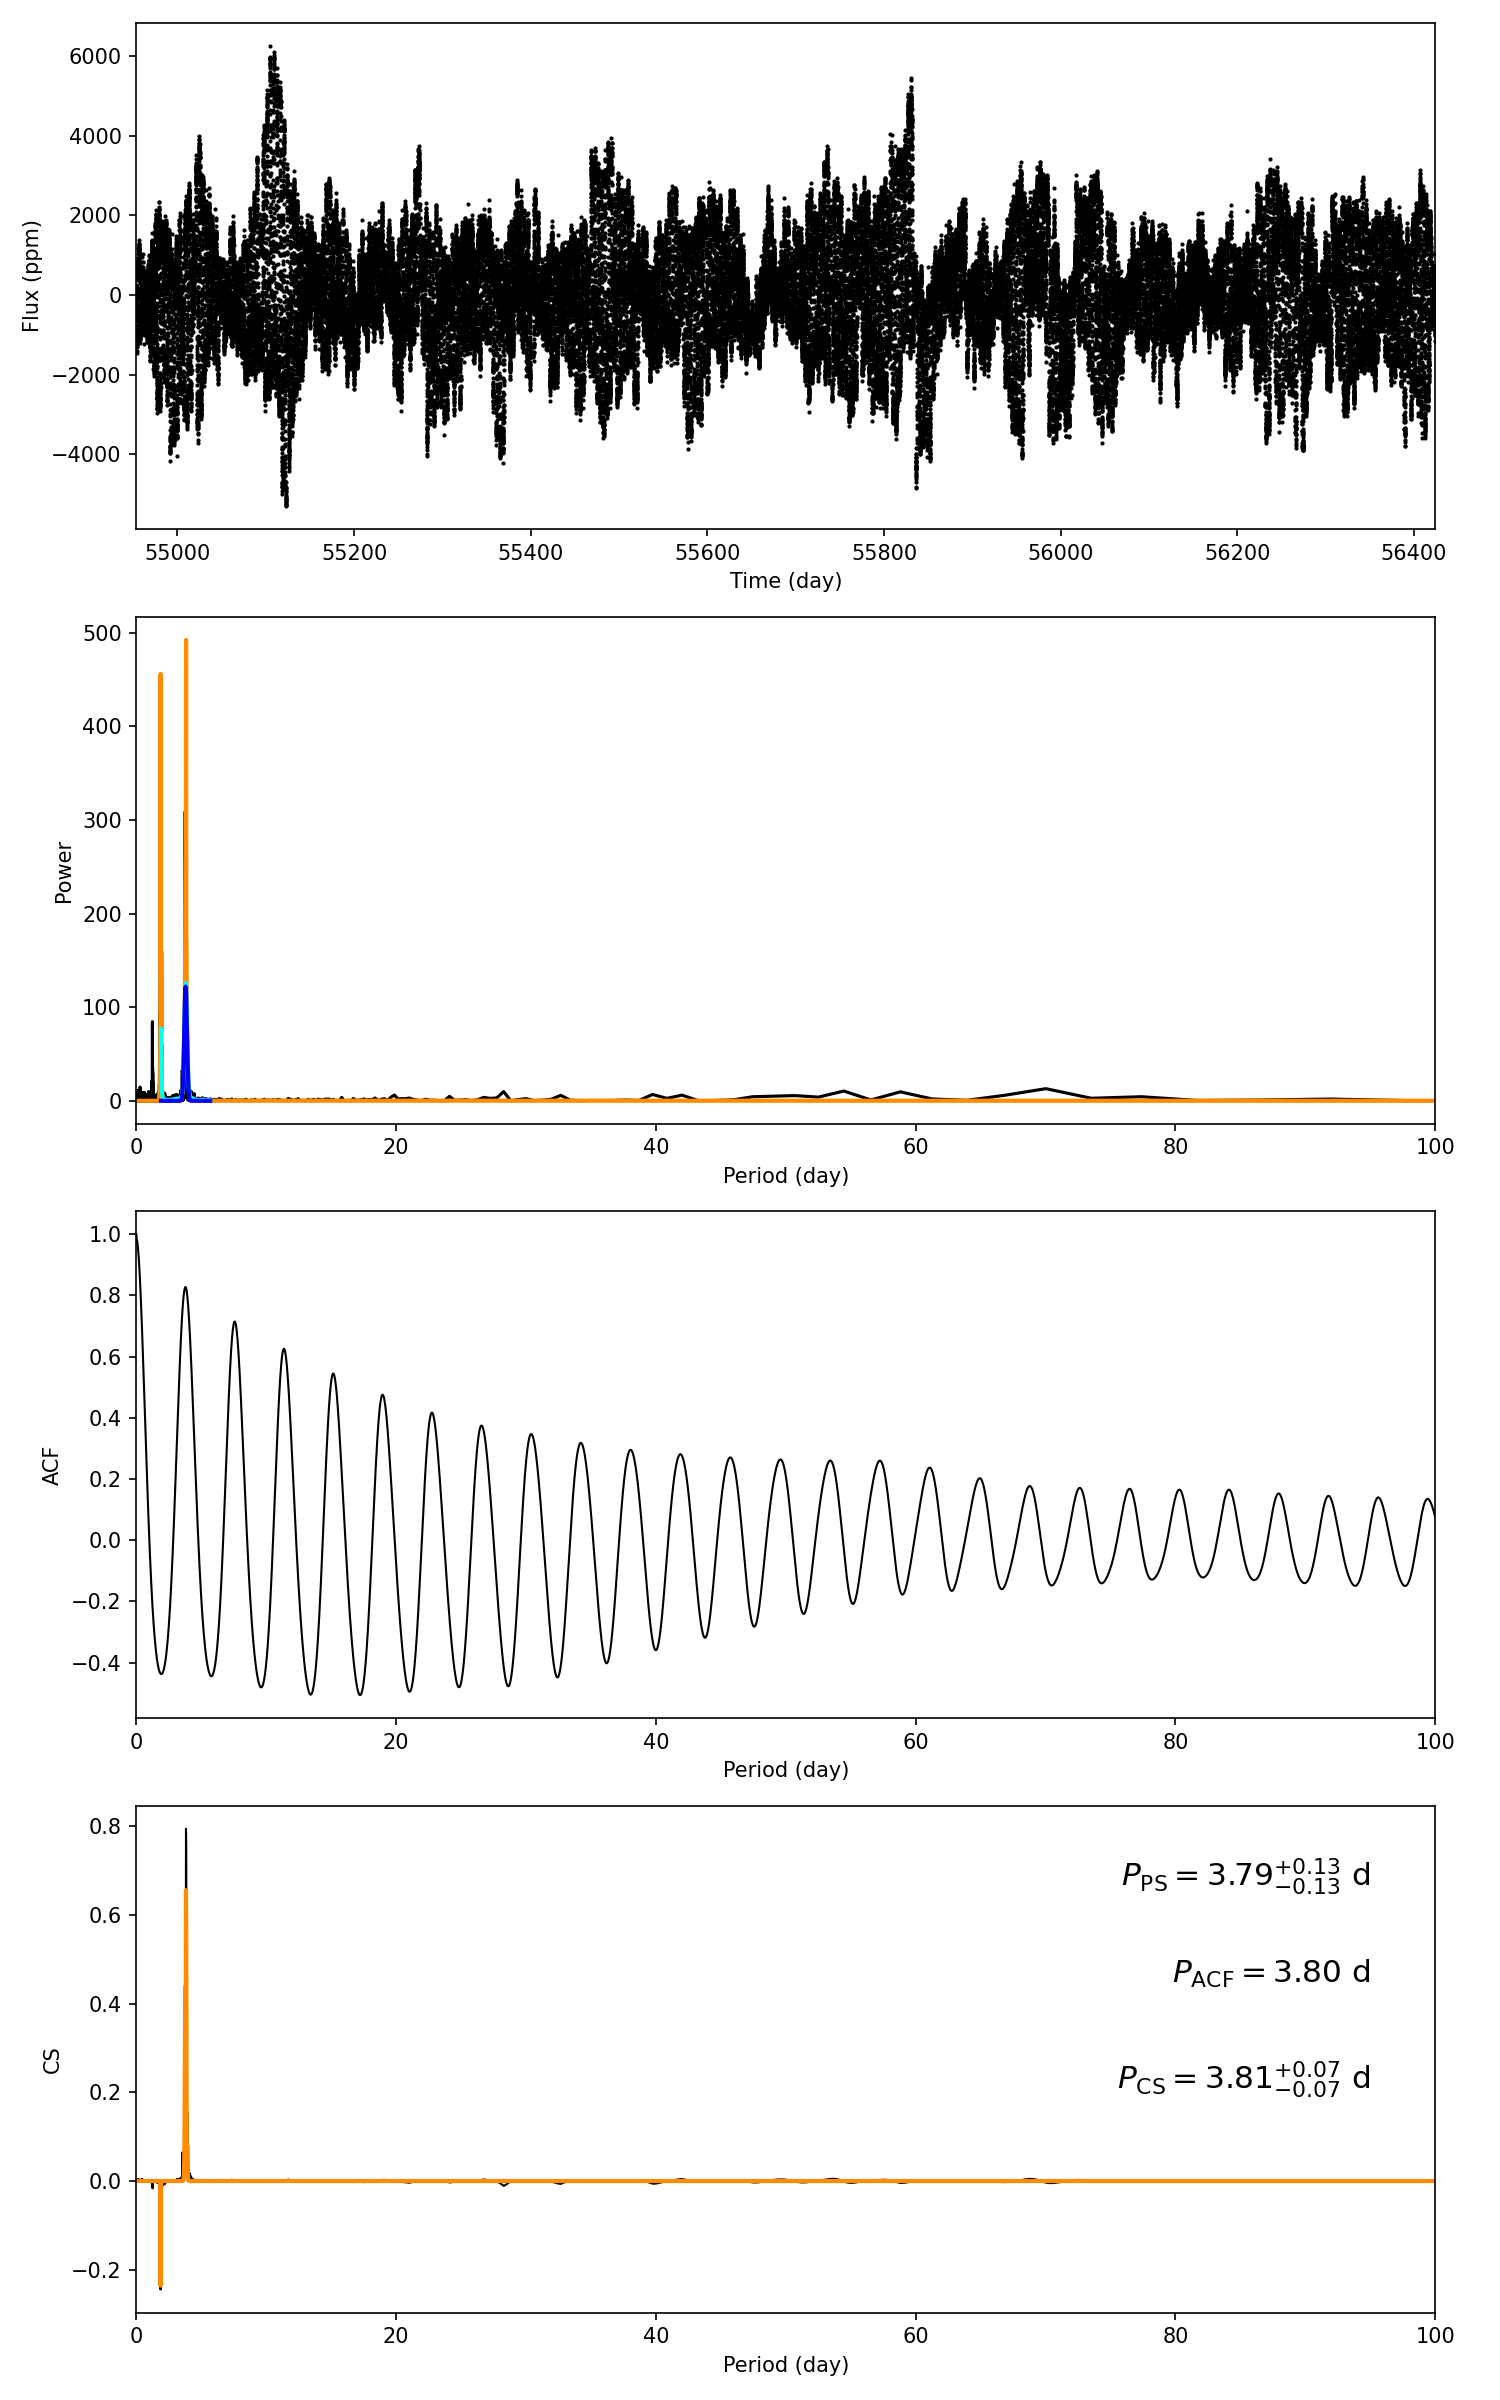 6000
4000
2000
0
−2000
−4000
Flux (ppm)
55000 55200 55400 55600 55800 56000 56200 56400
Time (day)
500
400
300
200
100
0
Power
0 20 40 60 80 100
Period (day)
1.0
0.8
0.6
0.4
0.2
0.0
−0.2
−0.4
ACF
0 20 40 60 80 100
Period (day)
0.8
0.6
0.4
0.2
0.0
−0.2
CS
P_PS = 3.79^{+0.13}_{−0.13} d
P_ACF = 3.80 d
P_CS = 3.81^{+0.07}_{−0.07} d
0 20 40 60 80 100
Period (day)